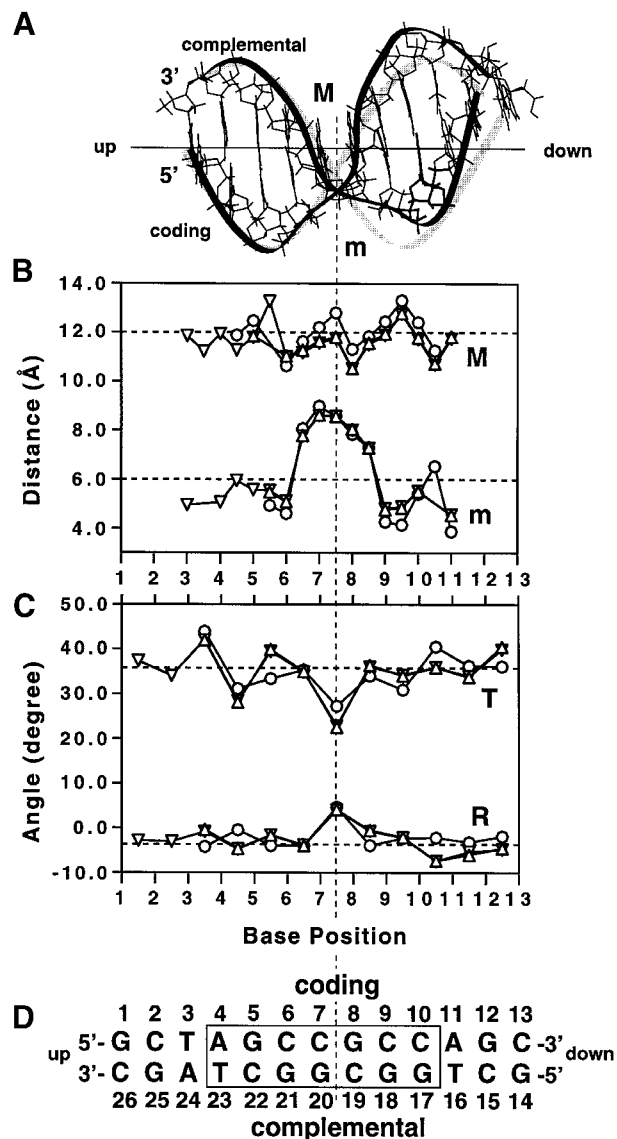 A
complemental
3'
M
up
down
5'
coding
m
B
14.0
12.0
M
10.0
Distance (Å)
8.0
6.0
m
4.0
1 2 3 4 5 6 7 8 9 10 11 12 13
C
50.0
40.0
30.0
T
20.0
Angle (degree)
10.0
R
0.0
-10.0
1 2 3 4 5 6 7 8 9 10 11 12 13
Base Position
coding
D
1 2 3 4 5 6 7 8 9 10 11 12 13
up 5'- G C T A G C C G C C A G C -3' down
3'- C G A T C G G C G G T C G -5'
26 25 24 23 22 21 20 19 18 17 16 15 14
complemental